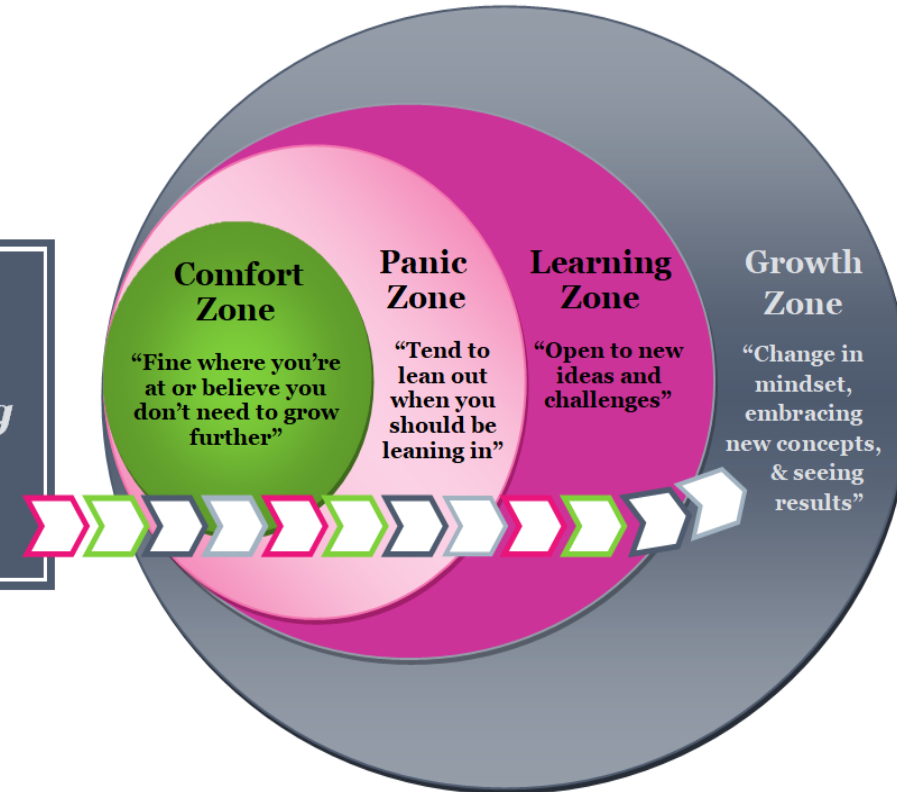 Comfort
Zone
“Fine where you’re
at or believe you
don’t need to grow
further”
Panic
Zone
“Tend to
lean out
when you
should be
leaning in”
Learning
Zone
“Open to new
ideas and
challenges”
Growth
Zone
“Change in
mindset,
embracing
new concepts,
& seeing
results”